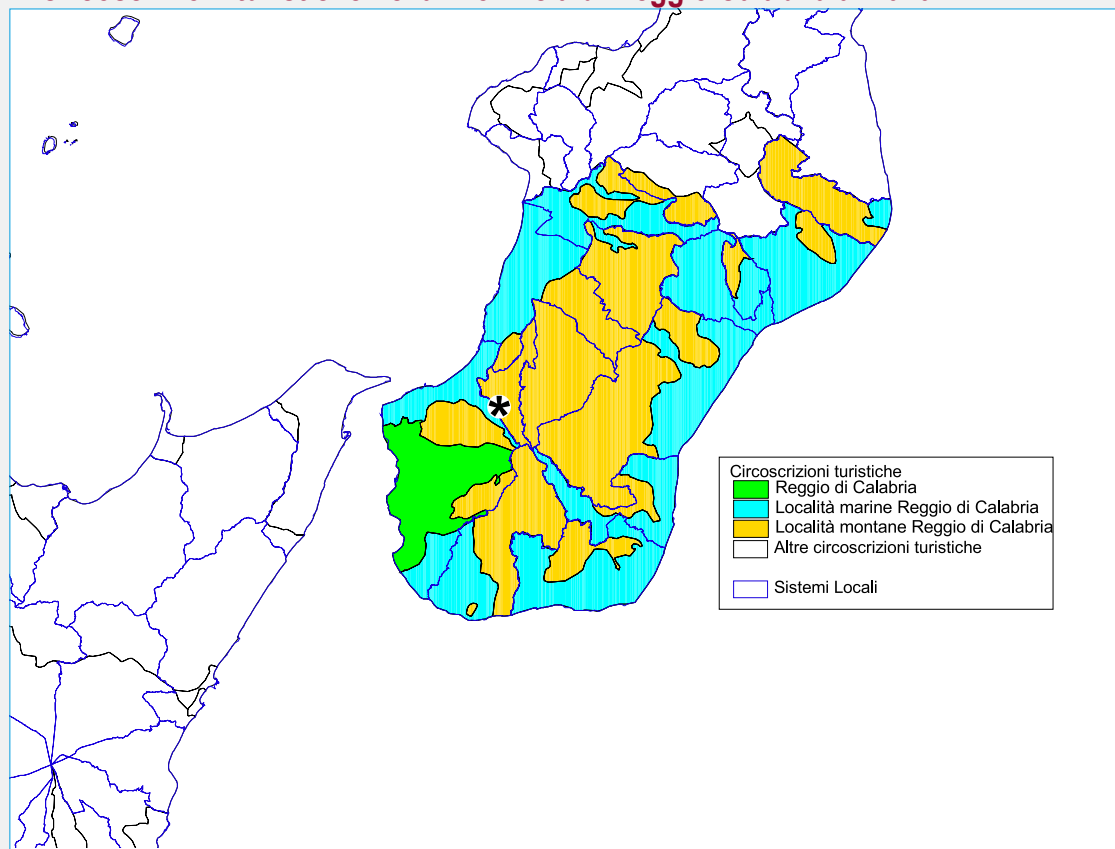 *
Circoscrizioni turistiche
Reggio di Calabria
Località marine Reggio di Calabria
Località montane Reggio di Calabria
Altre circoscrizioni turistiche
Sistemi Locali